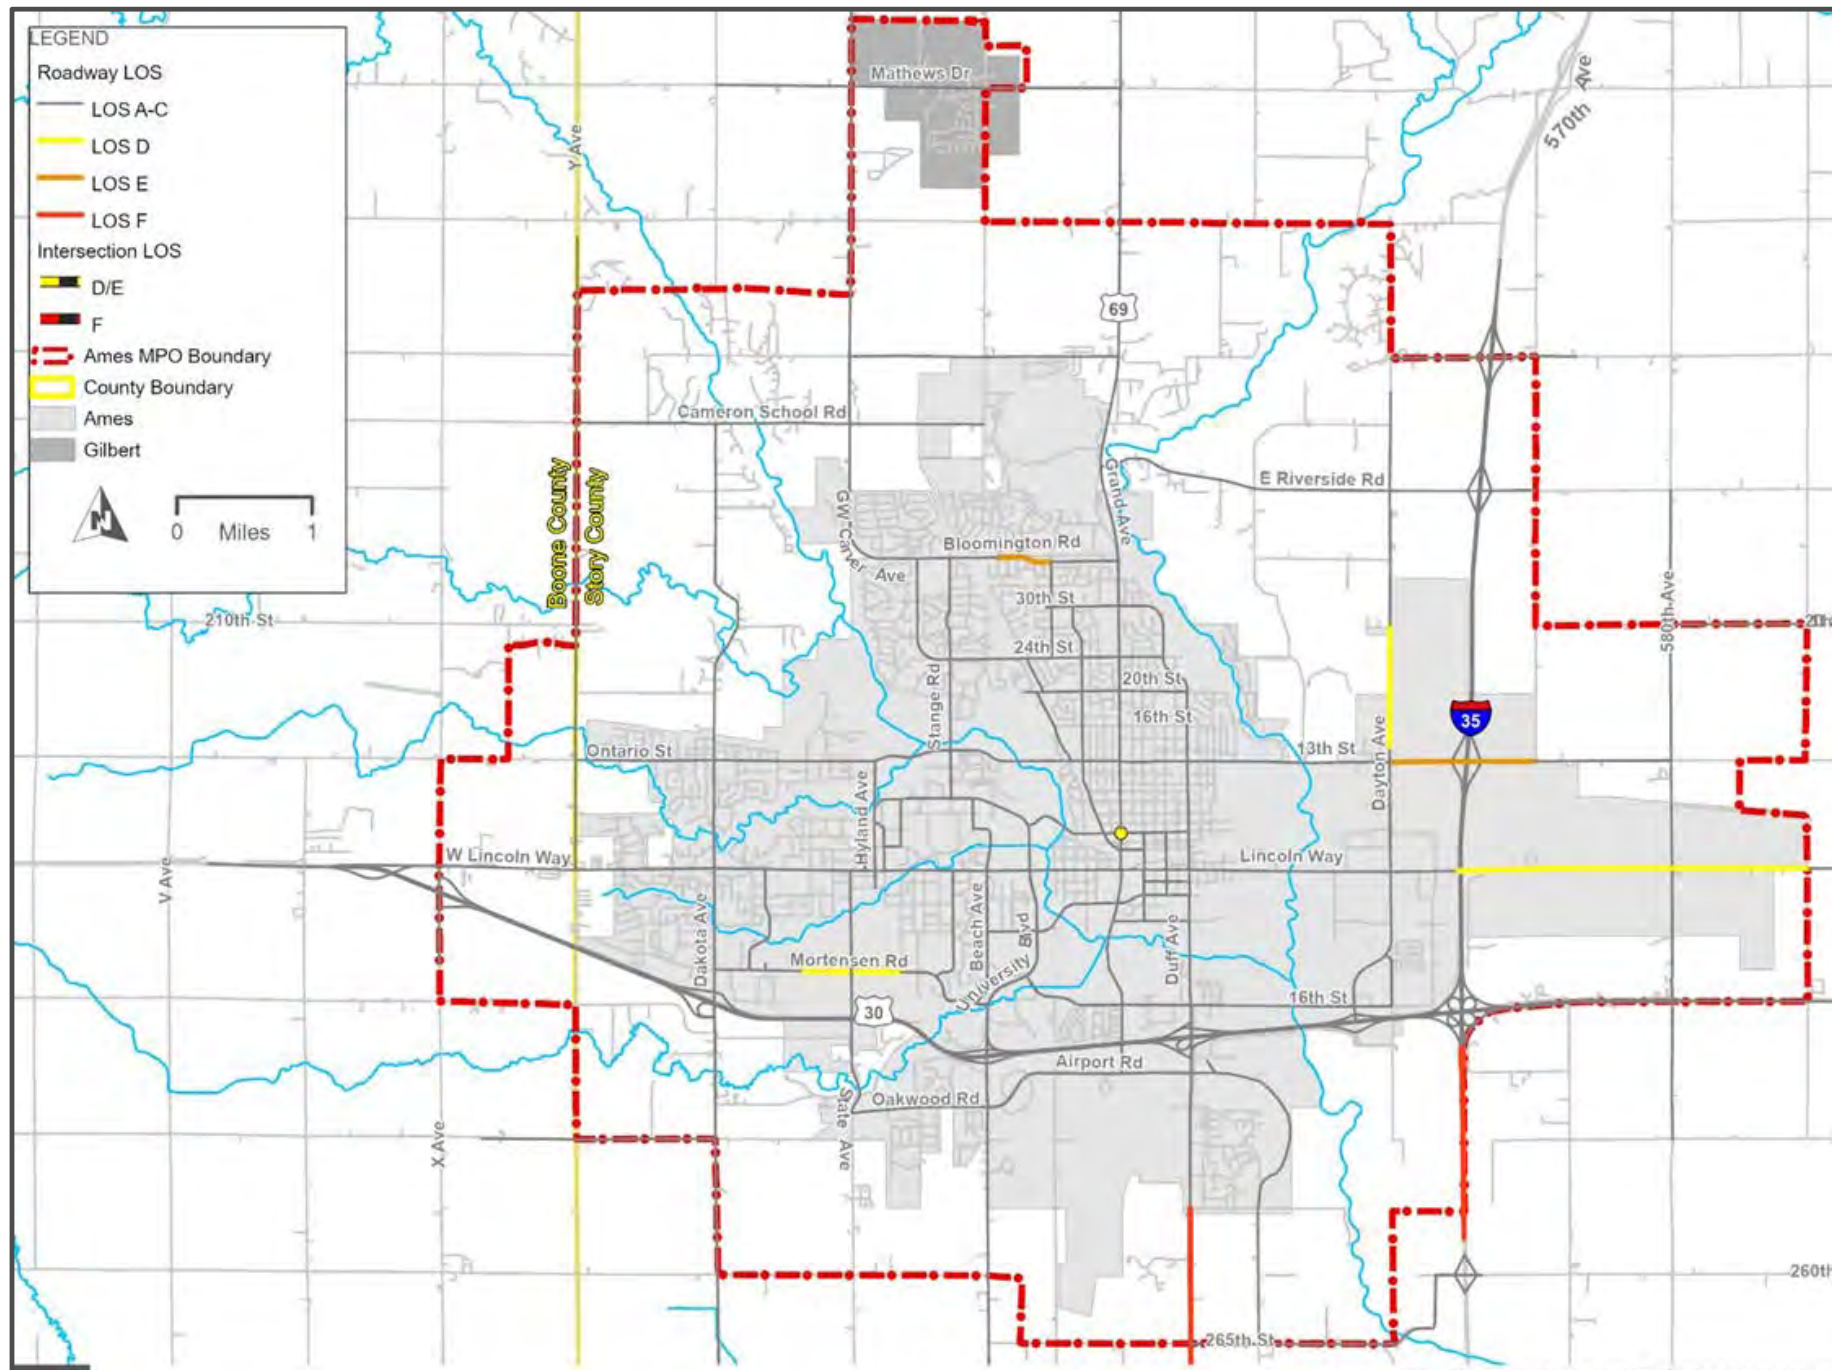 LEGEND
Roadway LOS
LOS A-C
LOS D
LOS E
LOS F
Intersection LOS
D/E
F
Ames MPO Boundary
County Boundary
Ames
Gilbert
N
0 Miles 1
Mathews Dr
Y Ave
570th Ave
69
Cameron School Rd
Boone County
Story County
GW Carver Ave
Grand Ave
E Riverside Rd
Bloomington Rd
30th St
210th St
24th St
580th Ave
20th St
Stange Rd
16th St
35
Ontario St
13th St
Dayton Ave
Hyland Ave
W Lincoln Way
Lincoln Way
V Ave
Dakota Ave
Beach Ave
University Blvd
Duff Ave
Mortensen Rd
16th St
30
Airport Rd
Oakwood Rd
State Ave
X Ave
260th
265th St